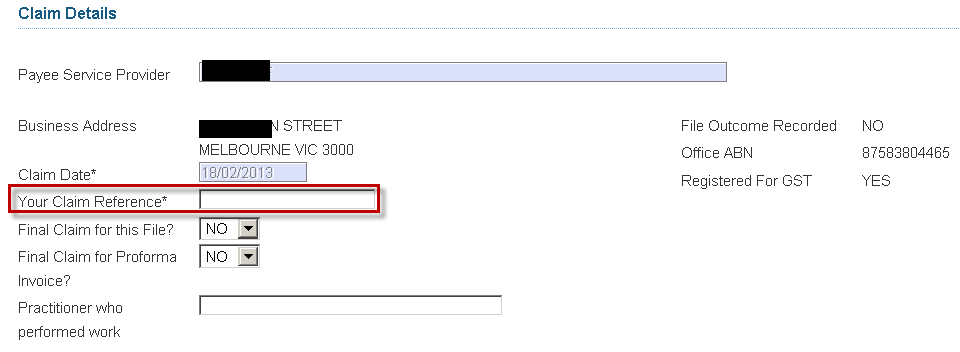 Claim Details
Payee Service Provider
Business Address STREET File Outcome Recorded NO
MELBOURNE VIC 3000 Office ABN 87583804465
Claim Date* 18/02/2013 Registered For GST YES
Your Claim Reference*
Final Claim for this File? NO
Final Claim for Proforma NO
Invoice?
Practitioner who
performed work